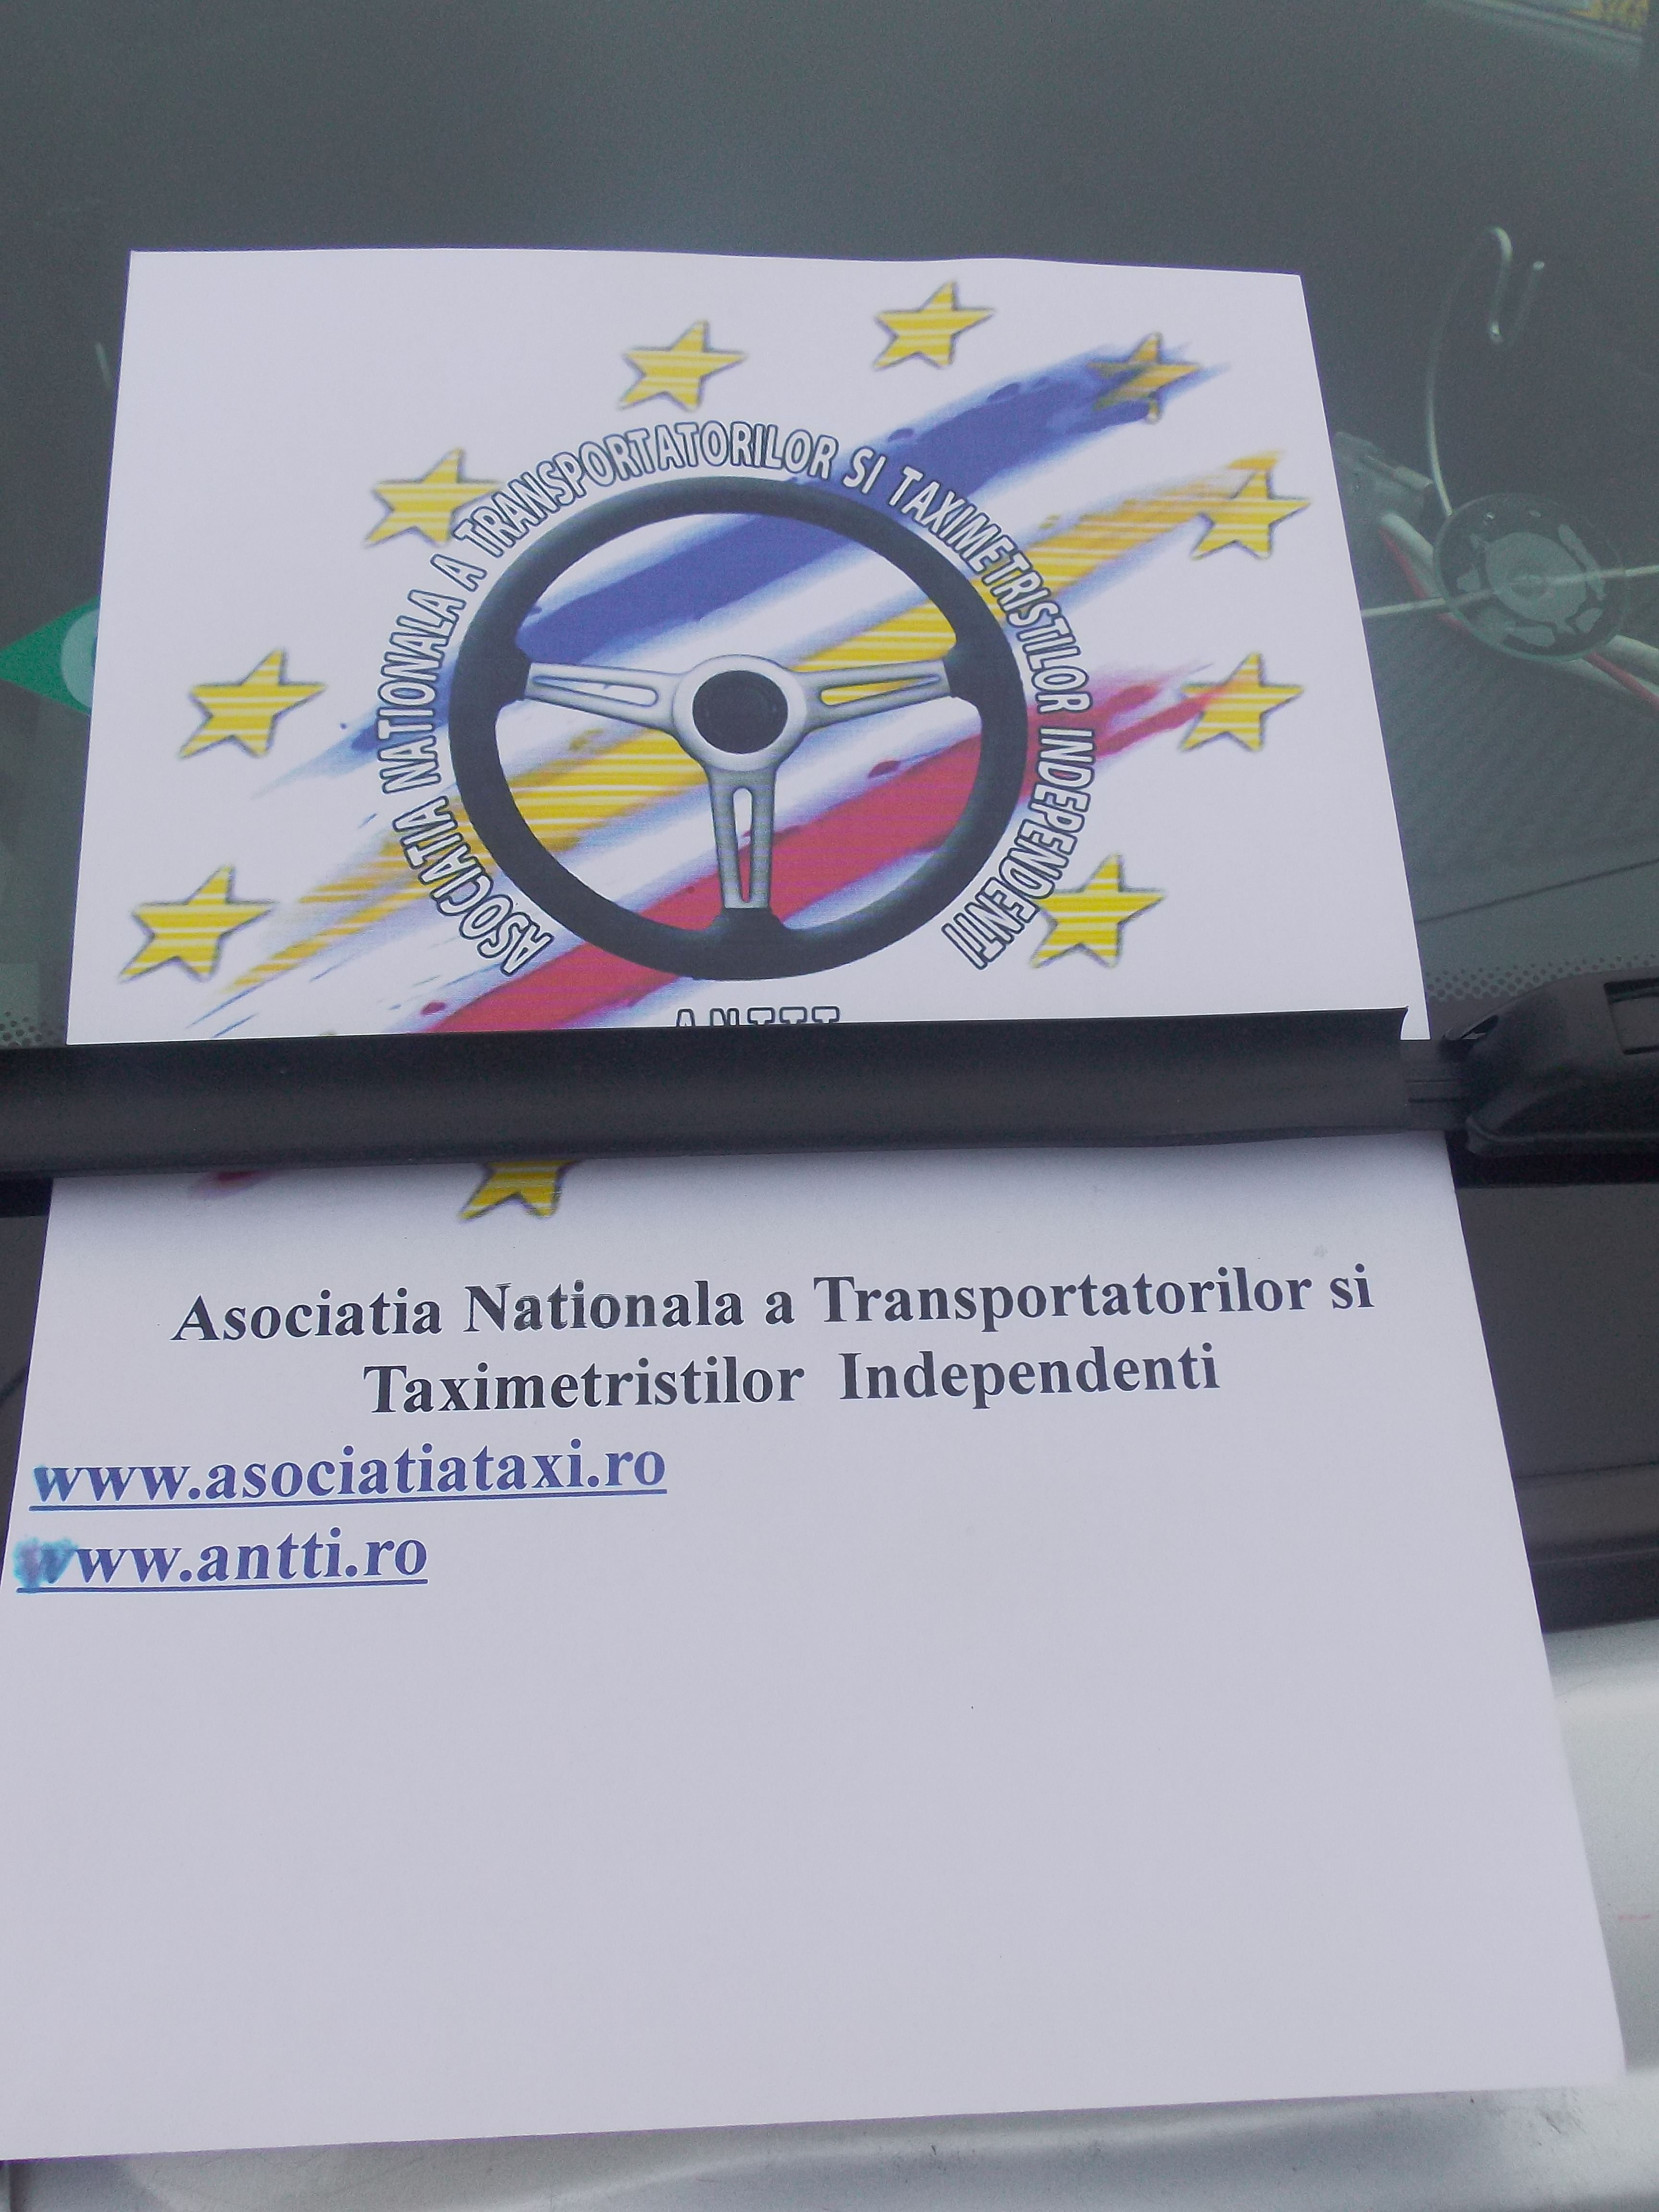 ASOCIATIA NATIONALA A TRANSPORTATORILOR SI TAXIMETRISTILOR INDEPENDENTI
A.N.T.T.I
Asociatia Nationala a Transportatorilor si
Taximetristilor Independenti
www.asociatiataxi.ro
www.antti.ro